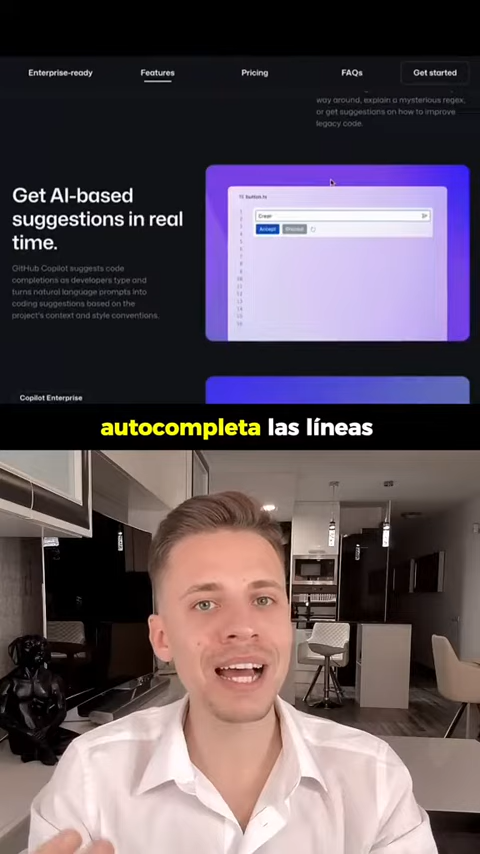 Enterprise-ready
Features
Pricing
FAQs
Get started
way around, explain a mysterious regex,
or get suggestions on how to improve
legacy code.
Get AI-based
suggestions in real
time.
GitHub Copilot suggests code
completions as developers type and
turns natural language prompts into
coding suggestions based on the
project's context and style conventions.
button.ts
Creair
Accept
Discard
Copilot Enterprise
autocompleta las líneas